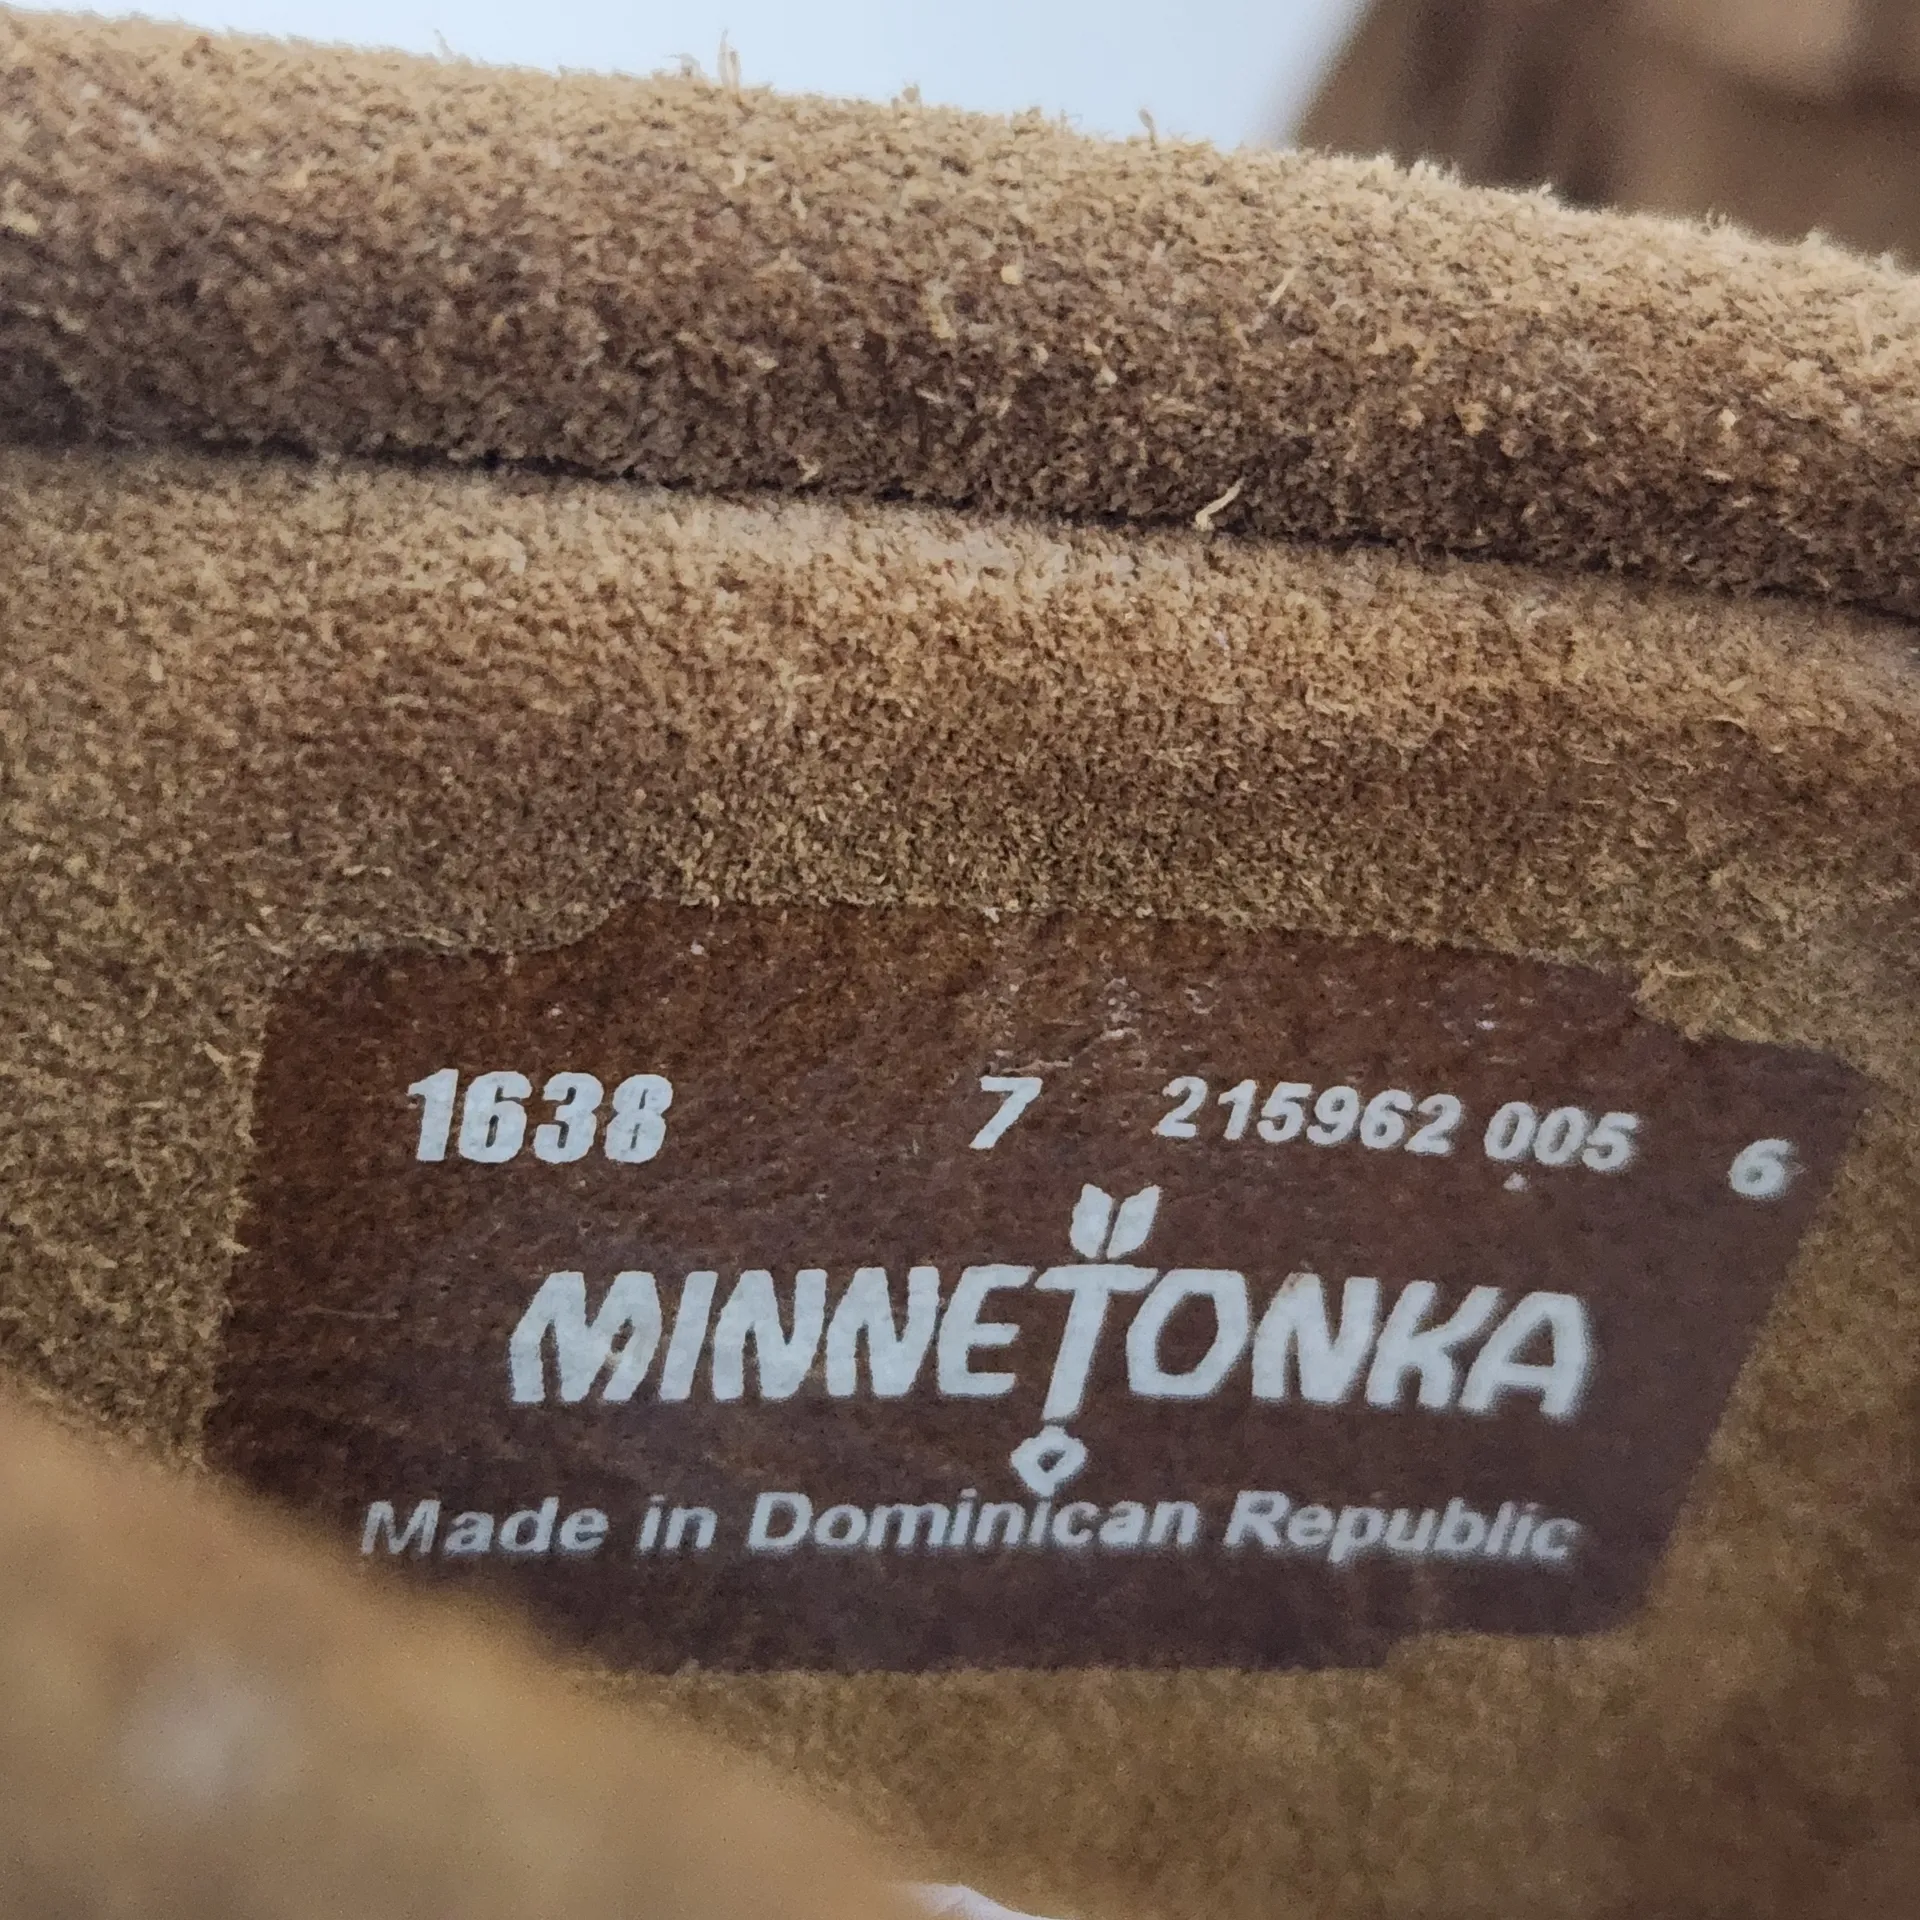 1638 7 215962 005 6
MINNETONKA
Made in Dominican Republic